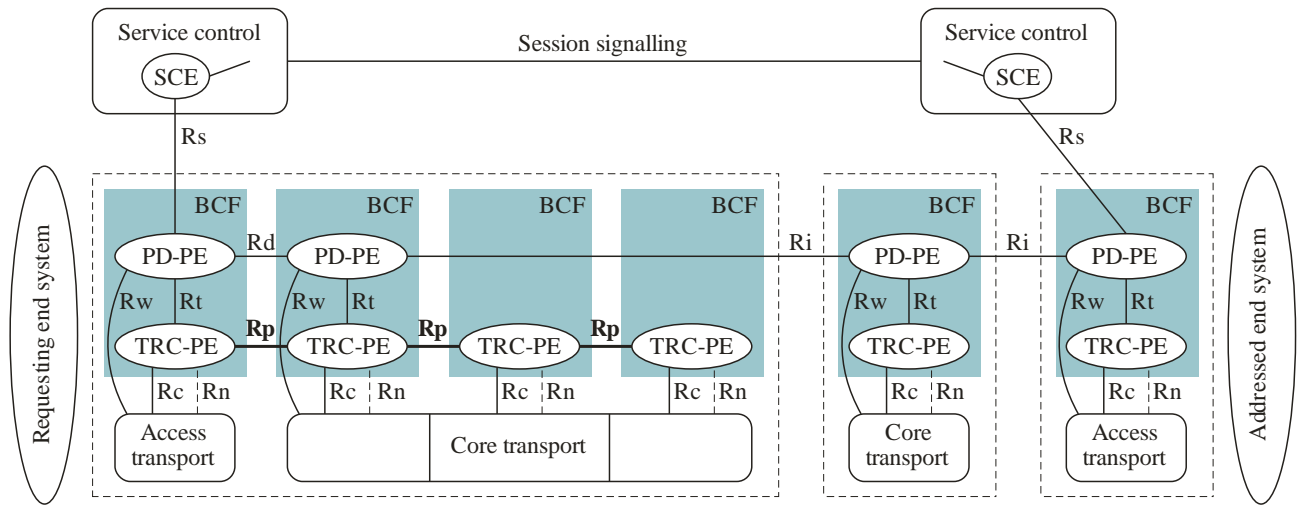 Service control
Session signalling
Service control
SCE
SCE
Rs
Rs
Requesting end system
BCF
BCF
BCF
BCF
BCF
BCF
Addressed end system
PD-PE
Rd
PD-PE
Ri
PD-PE
Ri
PD-PE
Rw
Rt
Rw
Rt
Rw
Rt
Rw
Rt
TRC-PE
Rp
TRC-PE
Rp
TRC-PE
Rp
TRC-PE
TRC-PE
TRC-PE
Rc
Rn
Rc
Rn
Rc
Rn
Rc
Rn
Rc
Rn
Rc
Rn
Access
transport
Core transport
Core
transport
Access
transport